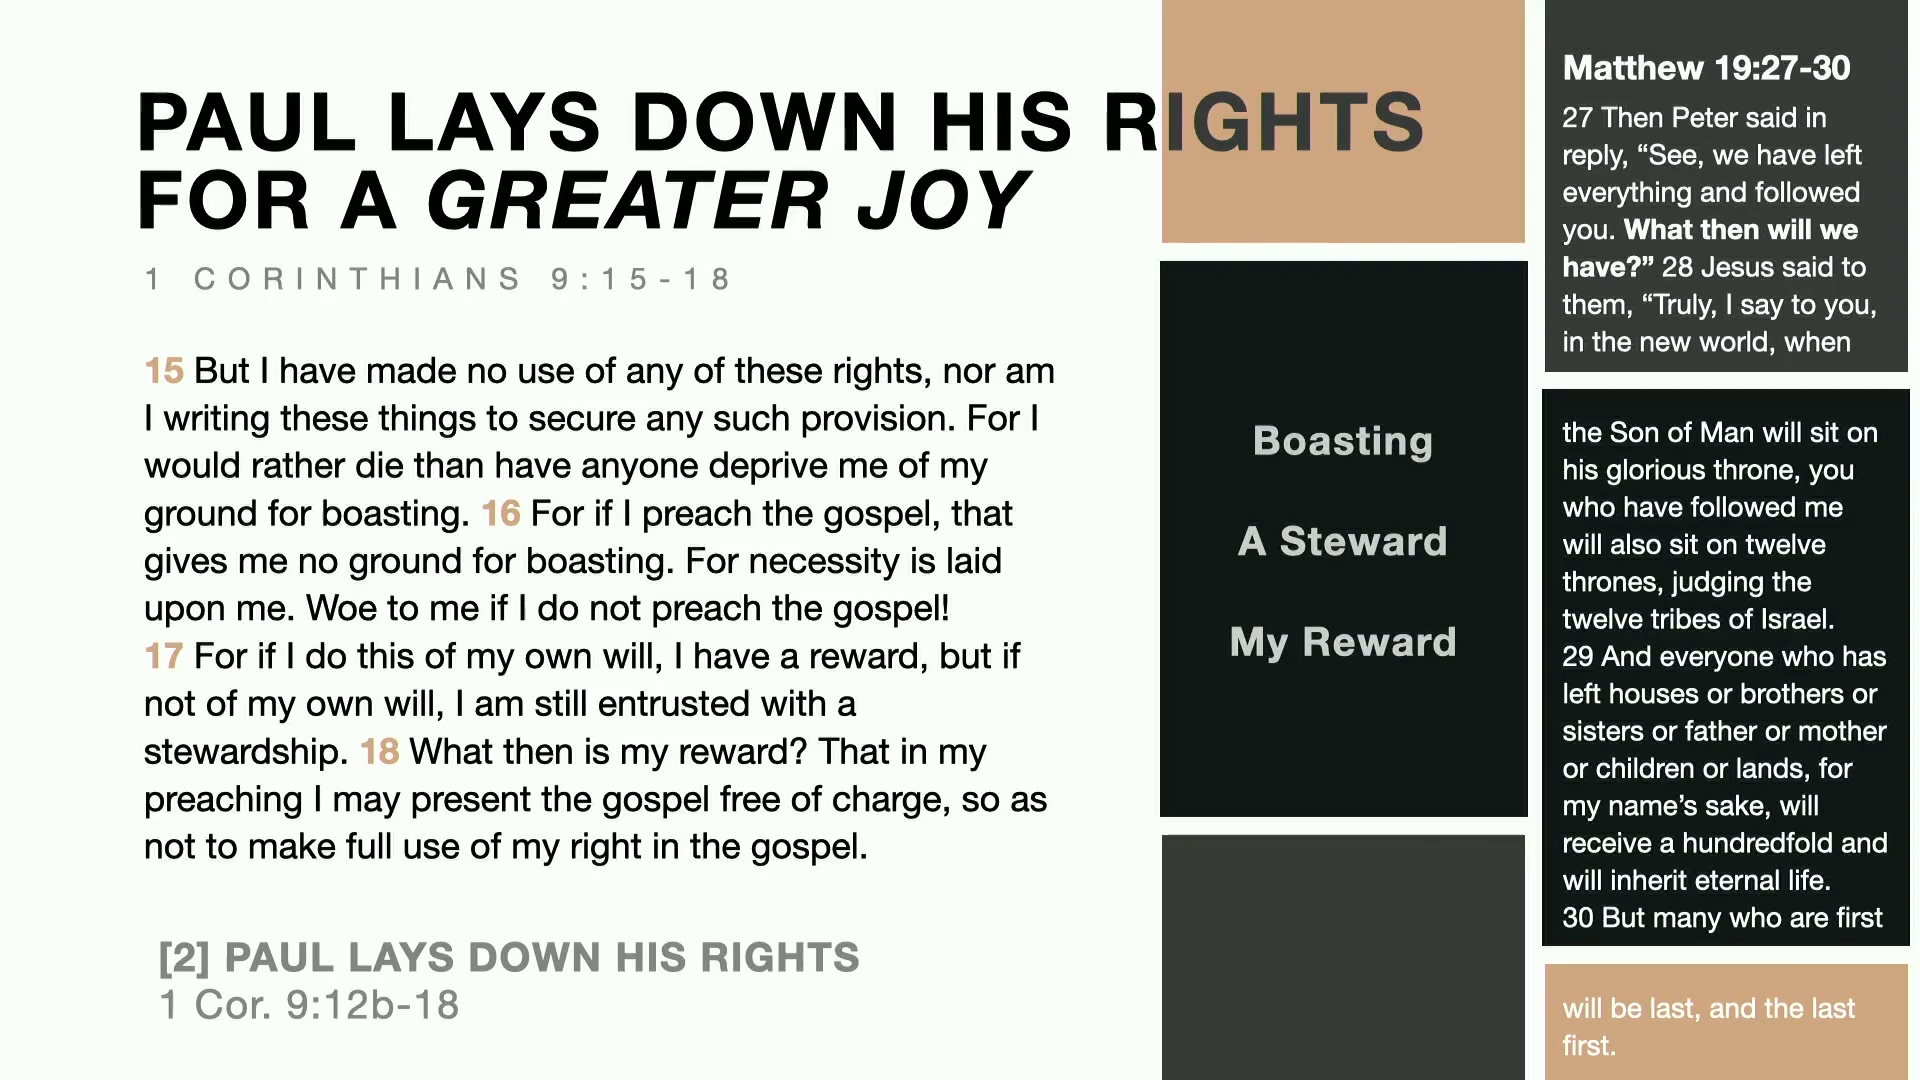 PAUL LAYS DOWN HIS RIGHTS
FOR A GREATER JOY
1 CORINTHIANS 9:15-18
15 But I have made no use of any of these rights, nor am
I writing these things to secure any such provision. For I
would rather die than have anyone deprive me of my
ground for boasting. 16 For if I preach the gospel, that
gives me no ground for boasting. For necessity is laid
upon me. Woe to me if I do not preach the gospel!
17 For if I do this of my own will, I have a reward, but if
not of my own will, I am still entrusted with a
stewardship. 18 What then is my reward? That in my
preaching I may present the gospel free of charge, so as
not to make full use of my right in the gospel.
[2] PAUL LAYS DOWN HIS RIGHTS
1 Cor. 9:12b-18
Boasting
A Steward
My Reward
Matthew 19:27-30
27 Then Peter said in
reply, “See, we have left
everything and followed
you. What then will we
have?” 28 Jesus said to
them, “Truly, I say to you,
in the new world, when
the Son of Man will sit on
his glorious throne, you
who have followed me
will also sit on twelve
thrones, judging the
twelve tribes of Israel.
29 And everyone who has
left houses or brothers or
sisters or father or mother
or children or lands, for
my name’s sake, will
receive a hundredfold and
will inherit eternal life.
30 But many who are first
will be last, and the last
first.